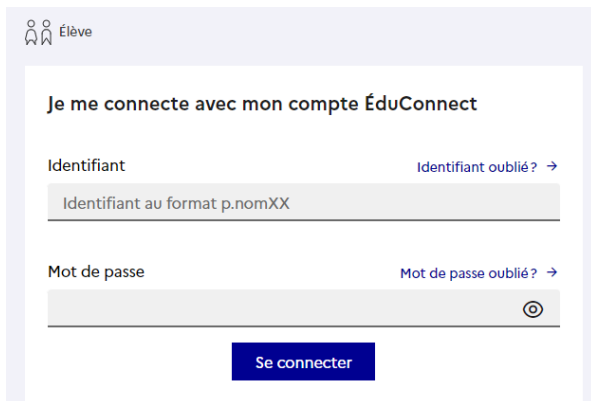 Élève
Je me connecte avec mon compte ÉduConnect
Identifiant
Identifiant oublié ? →
Identifiant au format p.nomXX
Mot de passe
Mot de passe oublié ? →
Se connecter